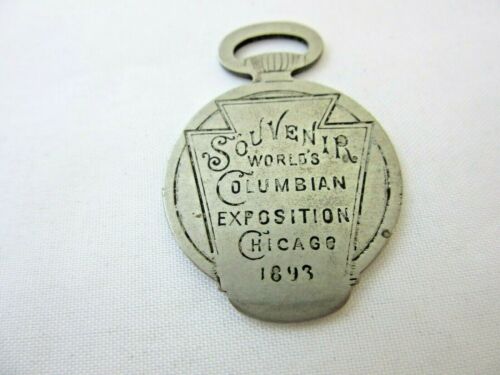 SOUVENIR
WORLD'S
COLUMBIAN
EXPOSITION
CHICAGO
1893